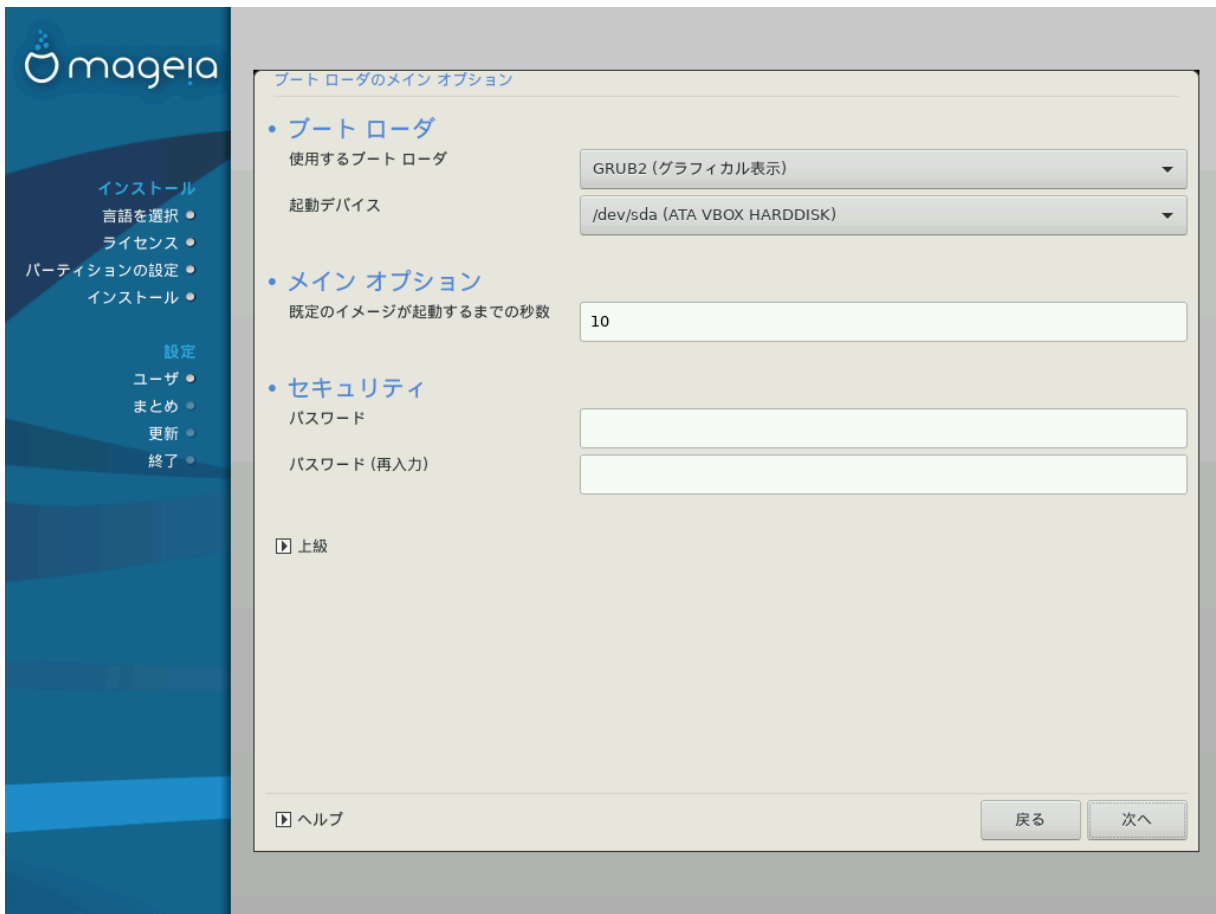 mageia
インストール
言語を選択
ライセンス
パーティションの設定
インストール
設定
ユーザ
まとめ
更新
終了
ブート ローダのメイン オプション
ブート ローダ
使用するブート ローダ
GRUB2 (グラフィカル表示)
起動デバイス
/dev/sda (ATA VBOX HARDDISK)
メイン オプション
既定のイメージが起動するまでの秒数
10
セキュリティ
パスワード
パスワード (再入力)
上級
ヘルプ
戻る
次へ